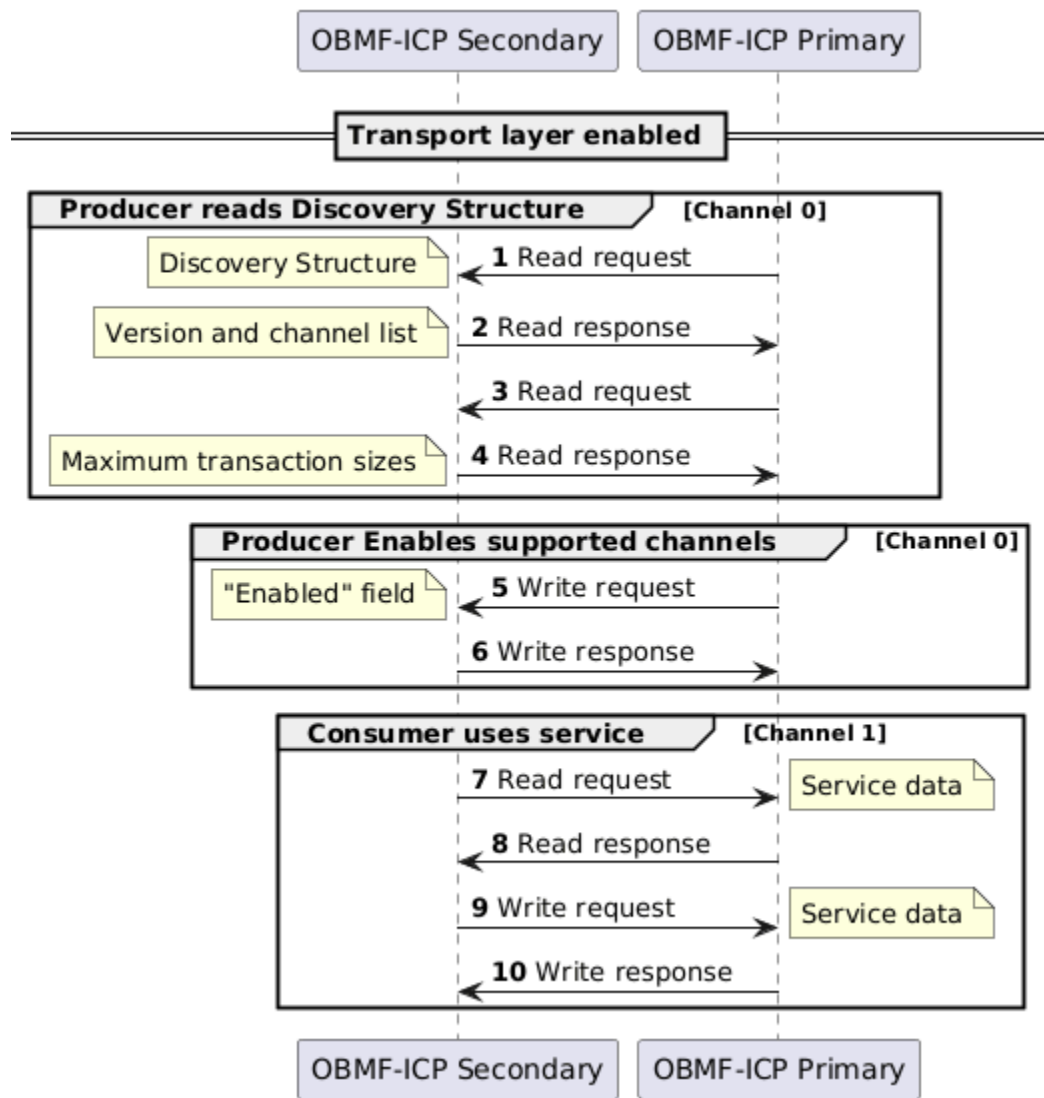 OBMF-ICP Secondary
OBMF-ICP Primary
Transport layer enabled
Producer reads Discovery Structure
[Channel 0]
Discovery Structure
1 Read request
Version and channel list
2 Read response
3 Read request
Maximum transaction sizes
4 Read response
Producer Enables supported channels
[Channel 0]
"Enabled" field
5 Write request
6 Write response
Consumer uses service
[Channel 1]
7 Read request
Service data
8 Read response
9 Write request
Service data
10 Write response
OBMF-ICP Secondary
OBMF-ICP Primary